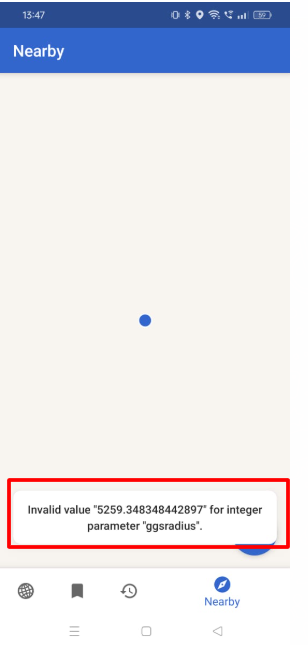 13:47
Nearby
Invalid value "5259.348348442897" for integer
parameter "ggsradius".
Nearby